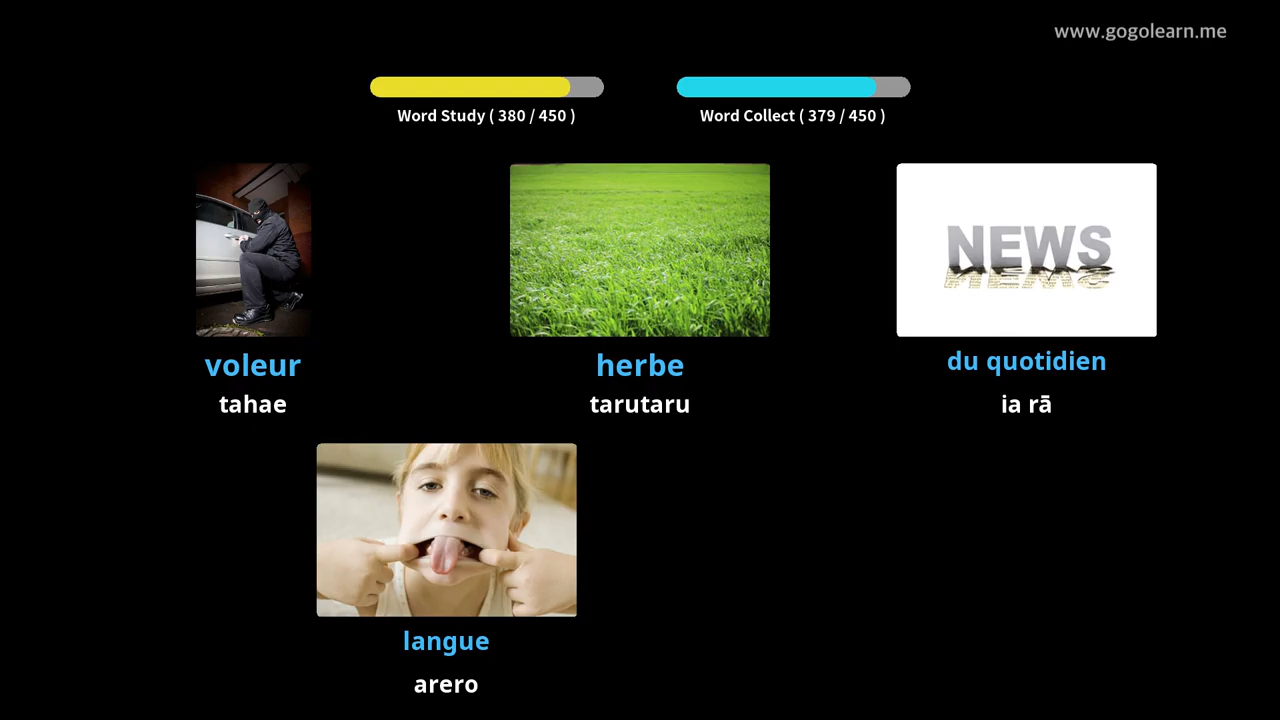 www.gogolearn.me
Word Study ( 380 / 450 )
Word Collect ( 379 / 450 )
NEWS
voleur
herbe
du quotidien
tahae
tarutaru
ia rā
langue
arero